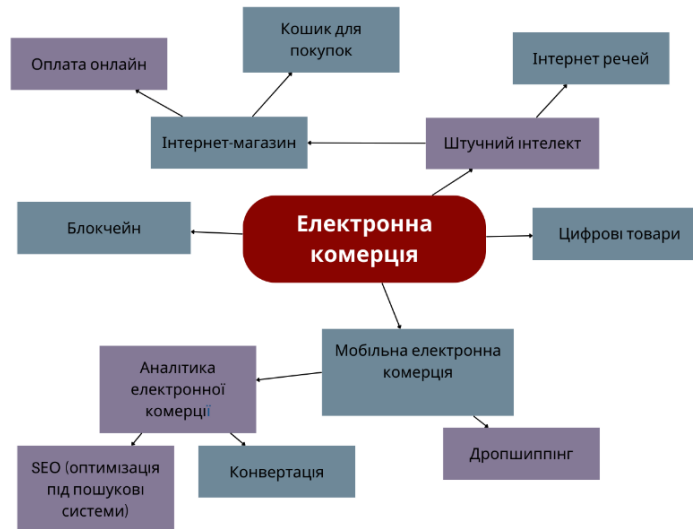 Кошик для
покупок
Оплата онлайн
Інтернет речей
Інтернет-магазин
Штучний інтелект
Електронна
комерція
Блокчейн
Цифрові товари
Мобільна електронна
комерція
Аналітика
електронної
комерції
Дропшиппінг
SEO (оптимізація
під пошукові
системи)
Конвертація